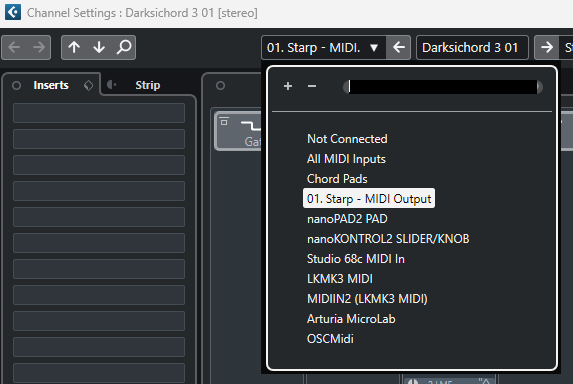 Channel Settings : Darksichord 3 01 [stereo]
01. Starp - MIDI.
Darksichord 3 01
Inserts
Strip
Not Connected
All MIDI Inputs
Chord Pads
01. Starp - MIDI Output
nanoPAD2 PAD
nanoKONTROL2 SLIDER/KNOB
Studio 68c MIDI In
LKMK3 MIDI
MIDIIN2 (LKMK3 MIDI)
Arturia MicroLab
OSCMidi